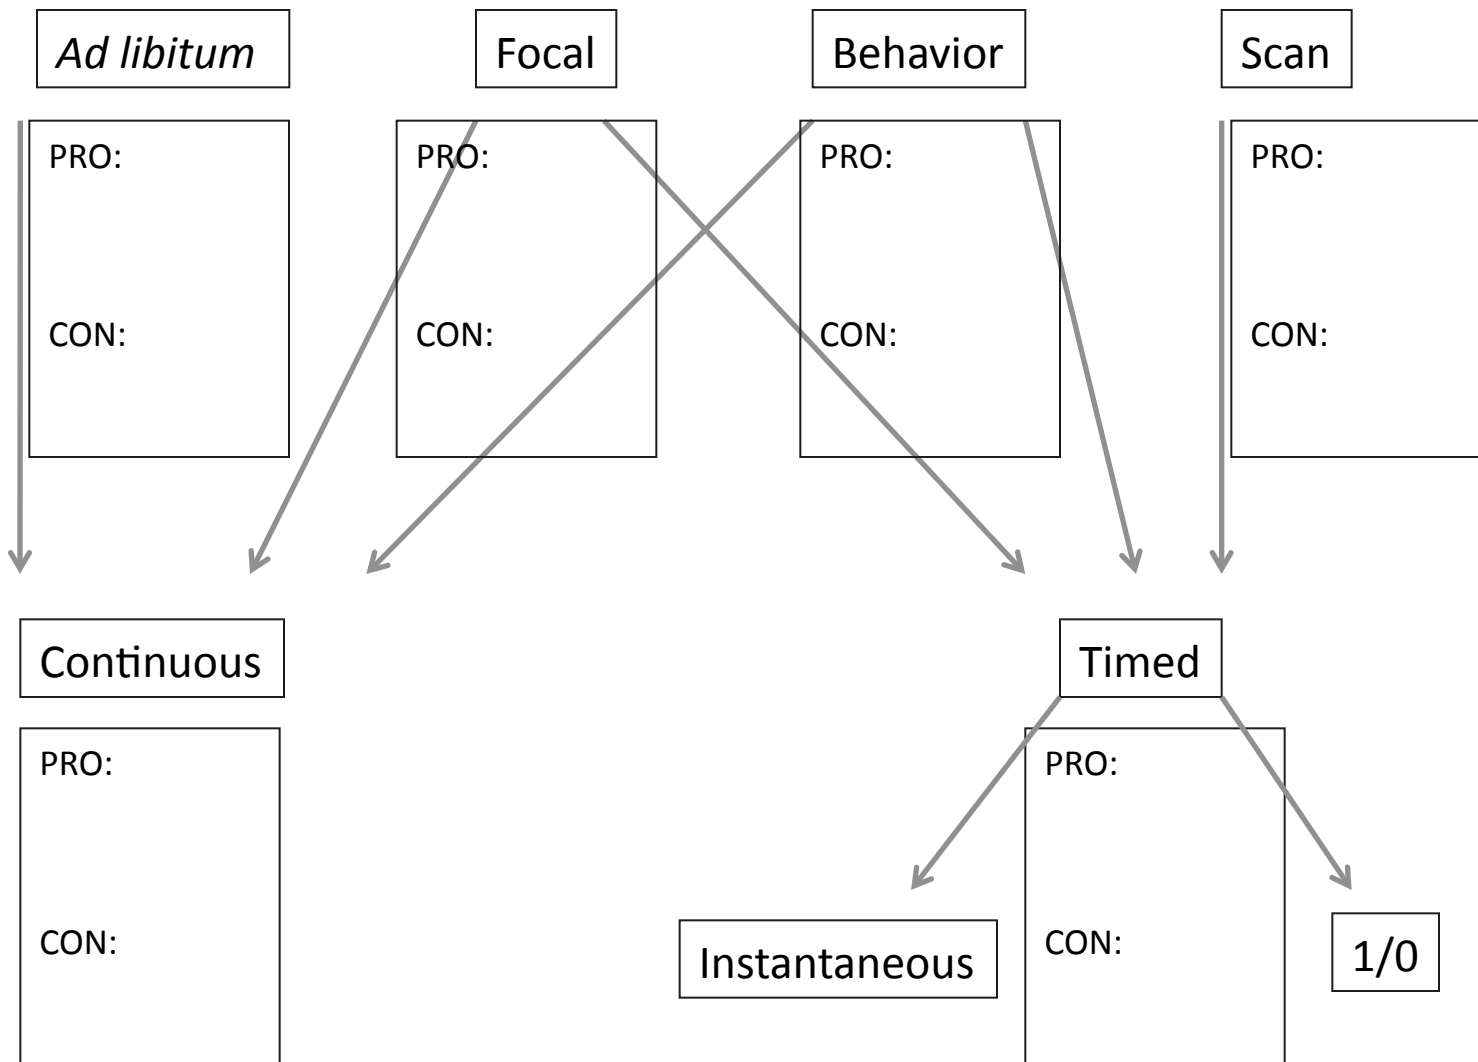 Ad libitum
Focal
Behavior
Scan
PRO:
PRO:
PRO:
PRO:
CON:
CON:
CON:
CON:
Continuous
Timed
PRO:
PRO:
CON:
CON:
Instantaneous
1/0